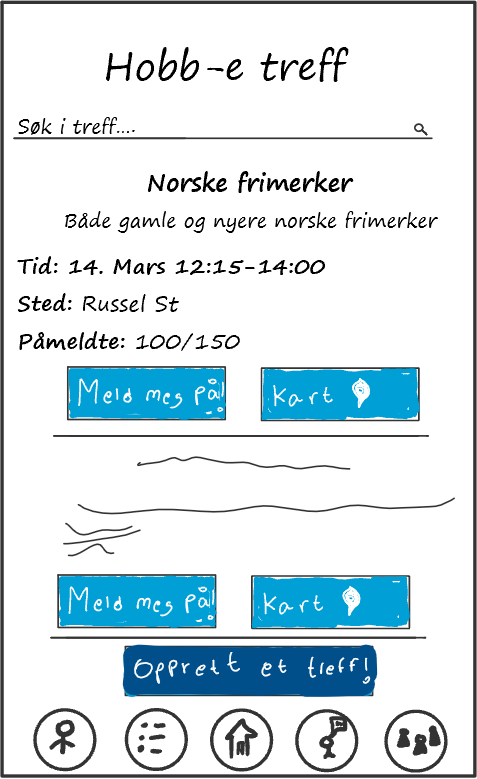 Hobb-e treff
Søk i treff....
Norske frimerker
Både gamle og nyere norske frimerker
Tid: 14. Mars 12:15-14:00
Sted: Russel St
Påmeldte: 100/150
Meld meg på!
Kart
Meld meg på!
Kart
Opprett et treff!